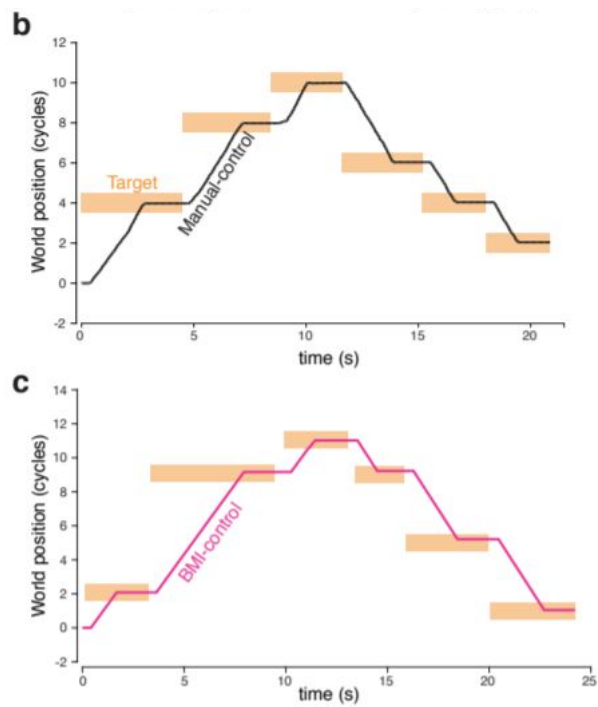 b
World position (cycles)
12
10
8
6
4
2
0
-2
Target
Manual-control
0 5 10 15 20
time (s)
c
World position (cycles)
14
12
10
8
6
4
2
0
-2
BMI-control
0 5 10 15 20 25
time (s)